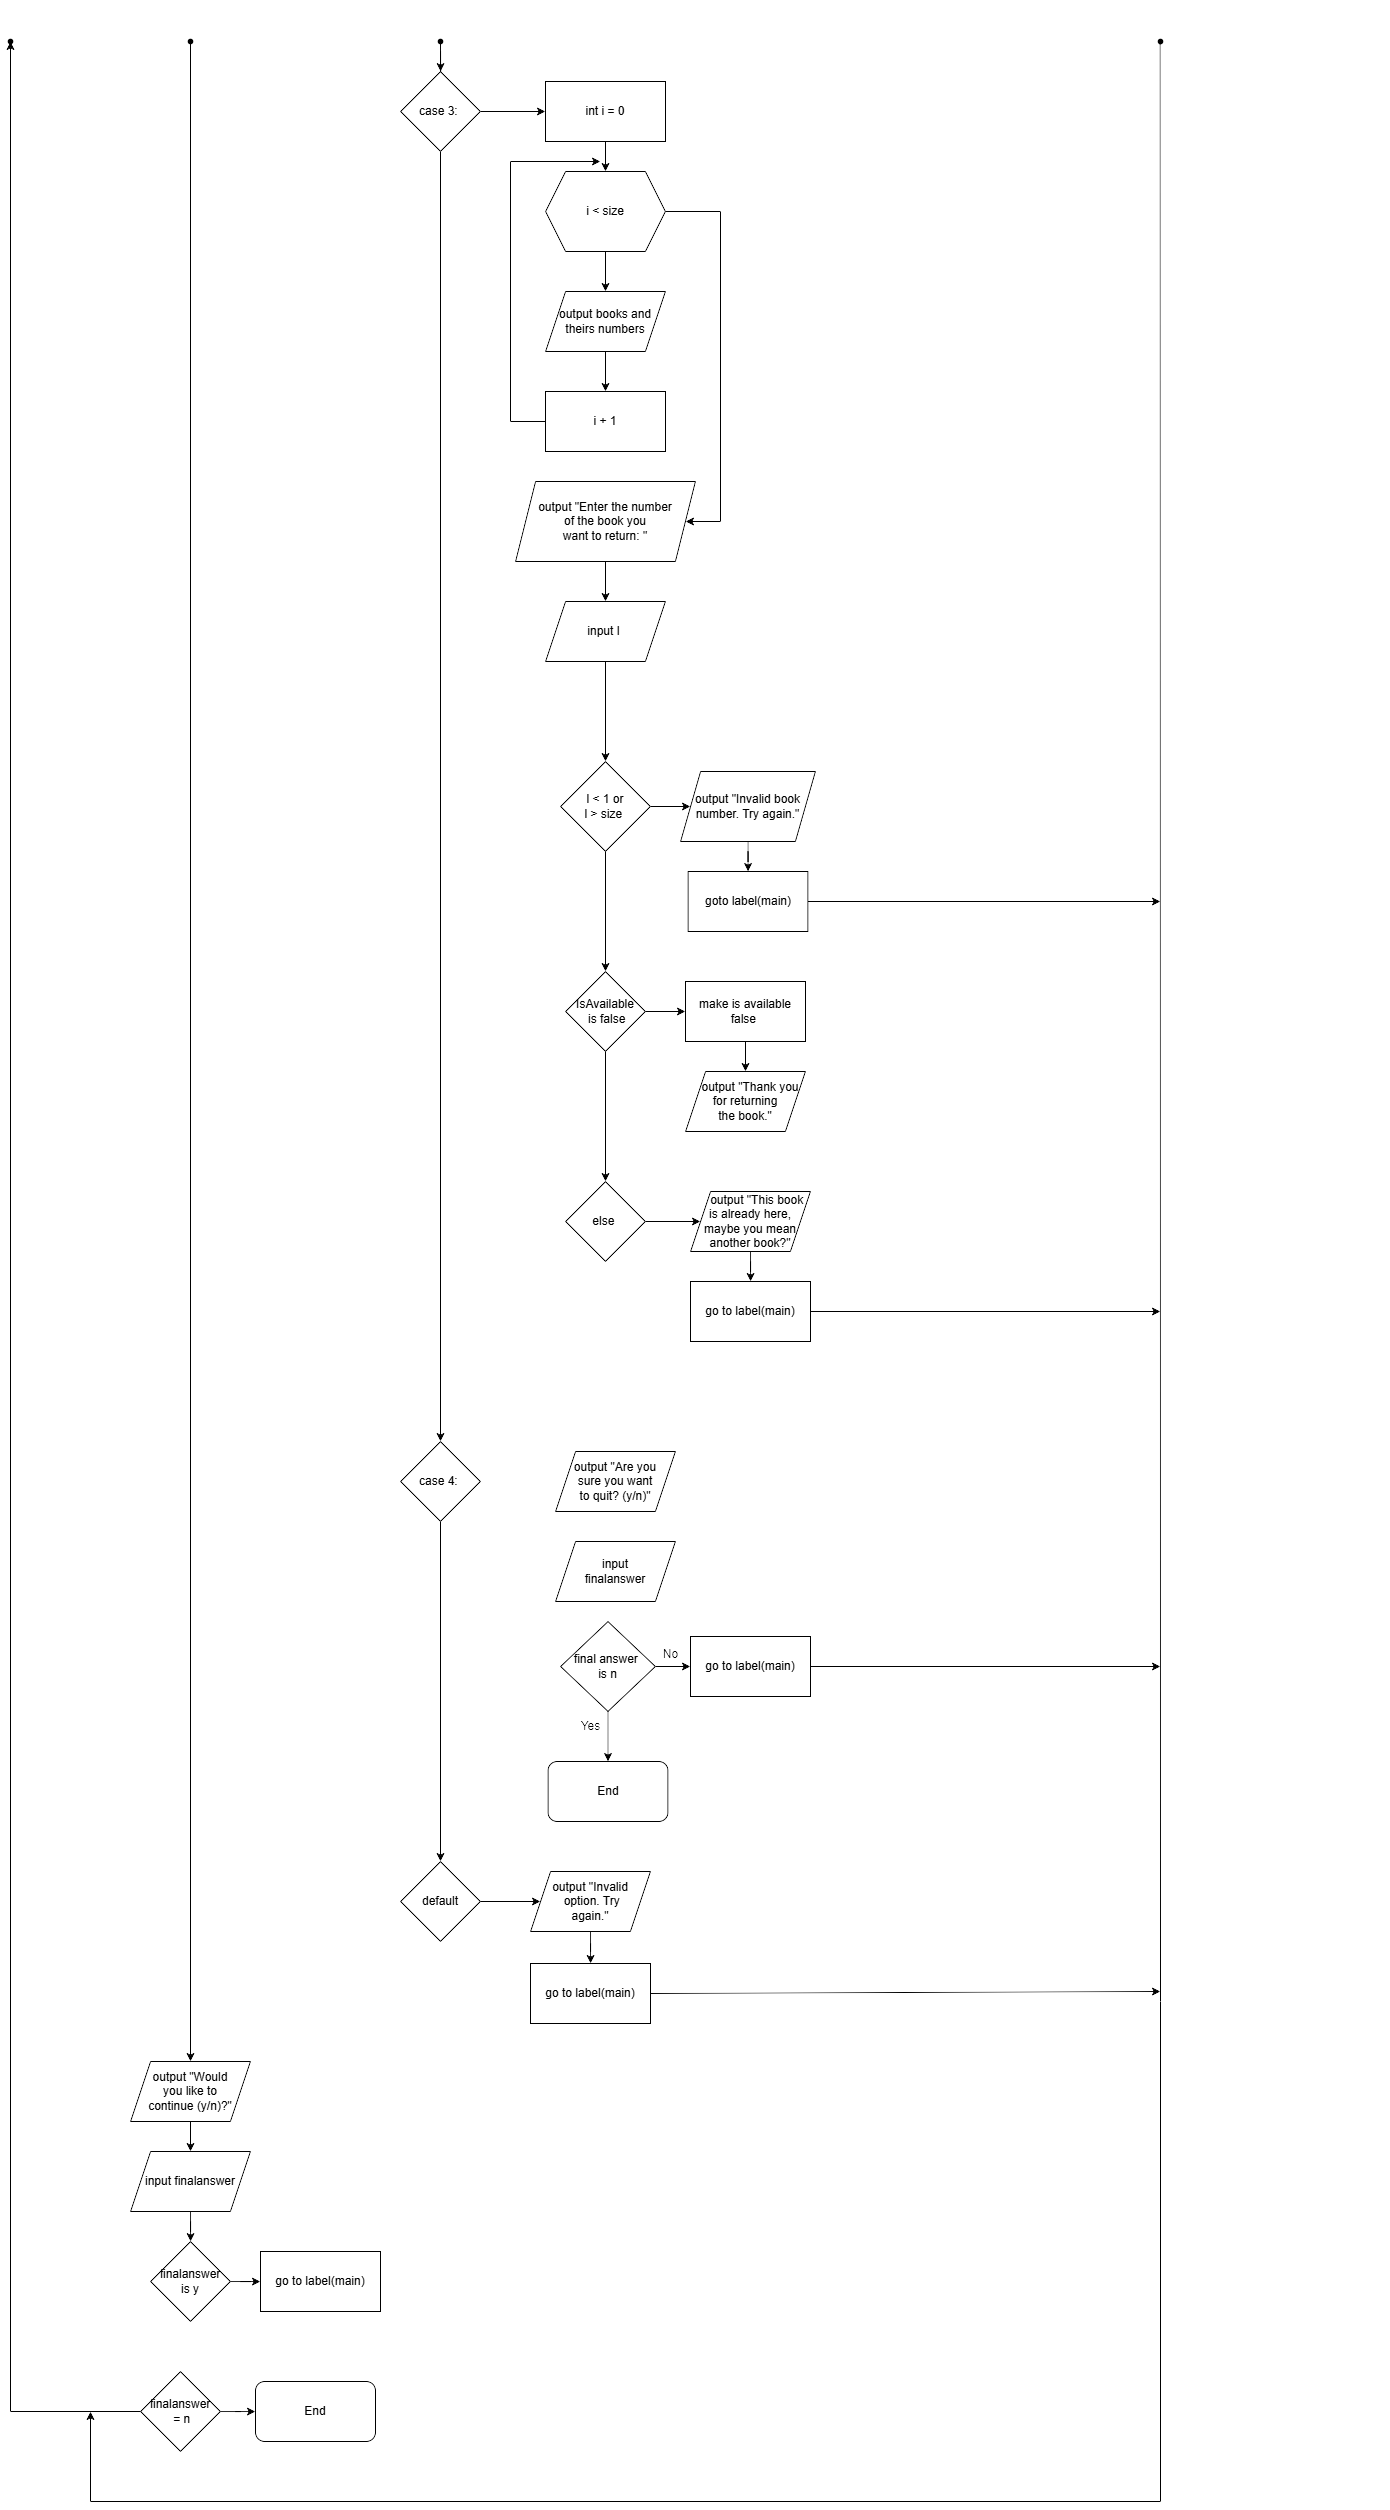 case 3:
int i = 0
i < size
output books and
theirs numbers
i + 1
output "Enter the number
of the book you
want to return: "
input l
l < 1 or
l > size
output "Invalid book
number. Try again."
goto label(main)
IsAvailable
is false
make is available
false
output "Thank you
for returning
the book."
else
output "This book
is already here,
maybe you mean
another book?"
go to label(main)
case 4:
output "Are you
sure you want
to quit? (y/n)"
input
finalanswer
final answer
is n
No
go to label(main)
Yes
End
default
output "Invalid
option. Try
again."
go to label(main)
output "Would
you like to
continue (y/n)?"
input finalanswer
finalanswer
is y
go to label(main)
finalanswer
= n
End